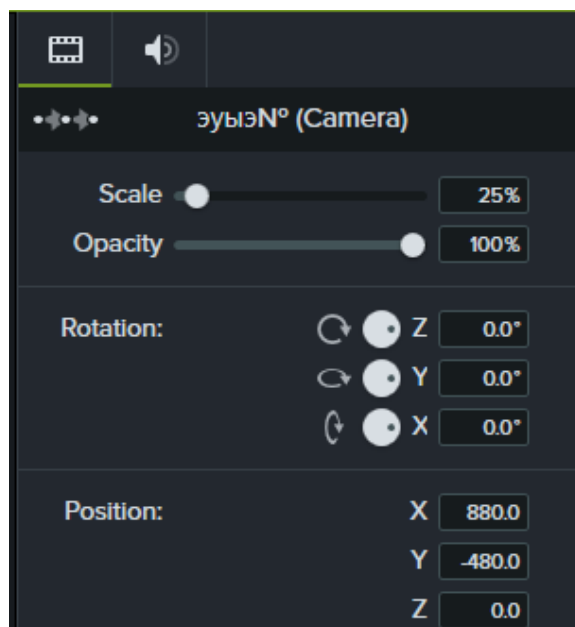 эуыэNº (Camera)
Scale 25%
Opacity 100%
Rotation: Z 0.0°
Y 0.0°
X 0.0°
Position: X 880.0
Y -480.0
Z 0.0